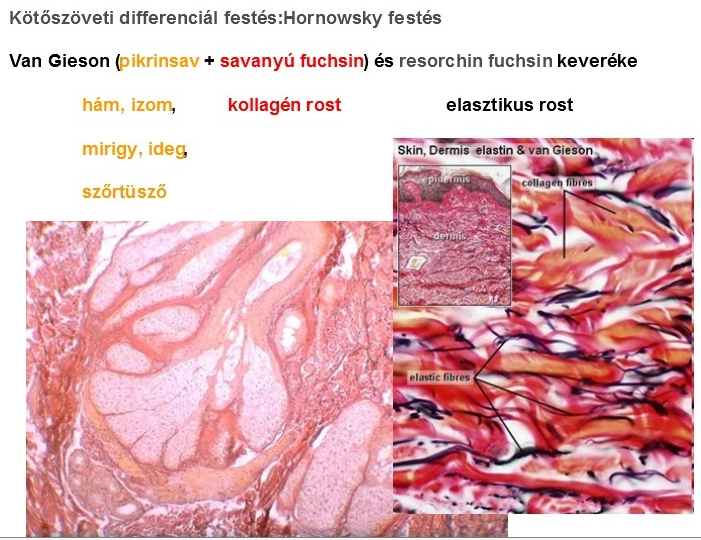 Kötőszöveti differenciál festés:Hornowsky festés
Van Gieson (pikrinsav + savanyú fuchsin) és resorchin fuchsin keveréke
hám, izom, kollagén rost elasztikus rost
mirigy, ideg,
szőrtüsző
Skin, Dermis elastin & van Gieson
epidermis
collagen fibres
dermis
elastic fibres